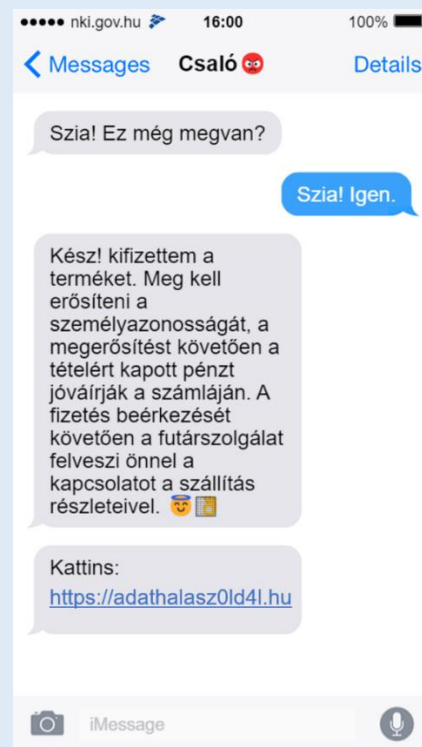 nki.gov.hu 16:00 100%
Messages Csaló😡 Details
Szia! Ez még megvan?
Szia! Igen.
Kész! kifizettem a
terméket. Meg kell
erősíteni a
személyazonosságát, a
megerősítést követően a
tételért kapott pénzt
jóváírják a számláján. A
fizetés beérkezését
követően a futárszolgálat
felveszi önnel a
kapcsolatot a szállítás
részleteivel. 😇📔
Kattins:
https://adathalasz0ld4l.hu
iMessage